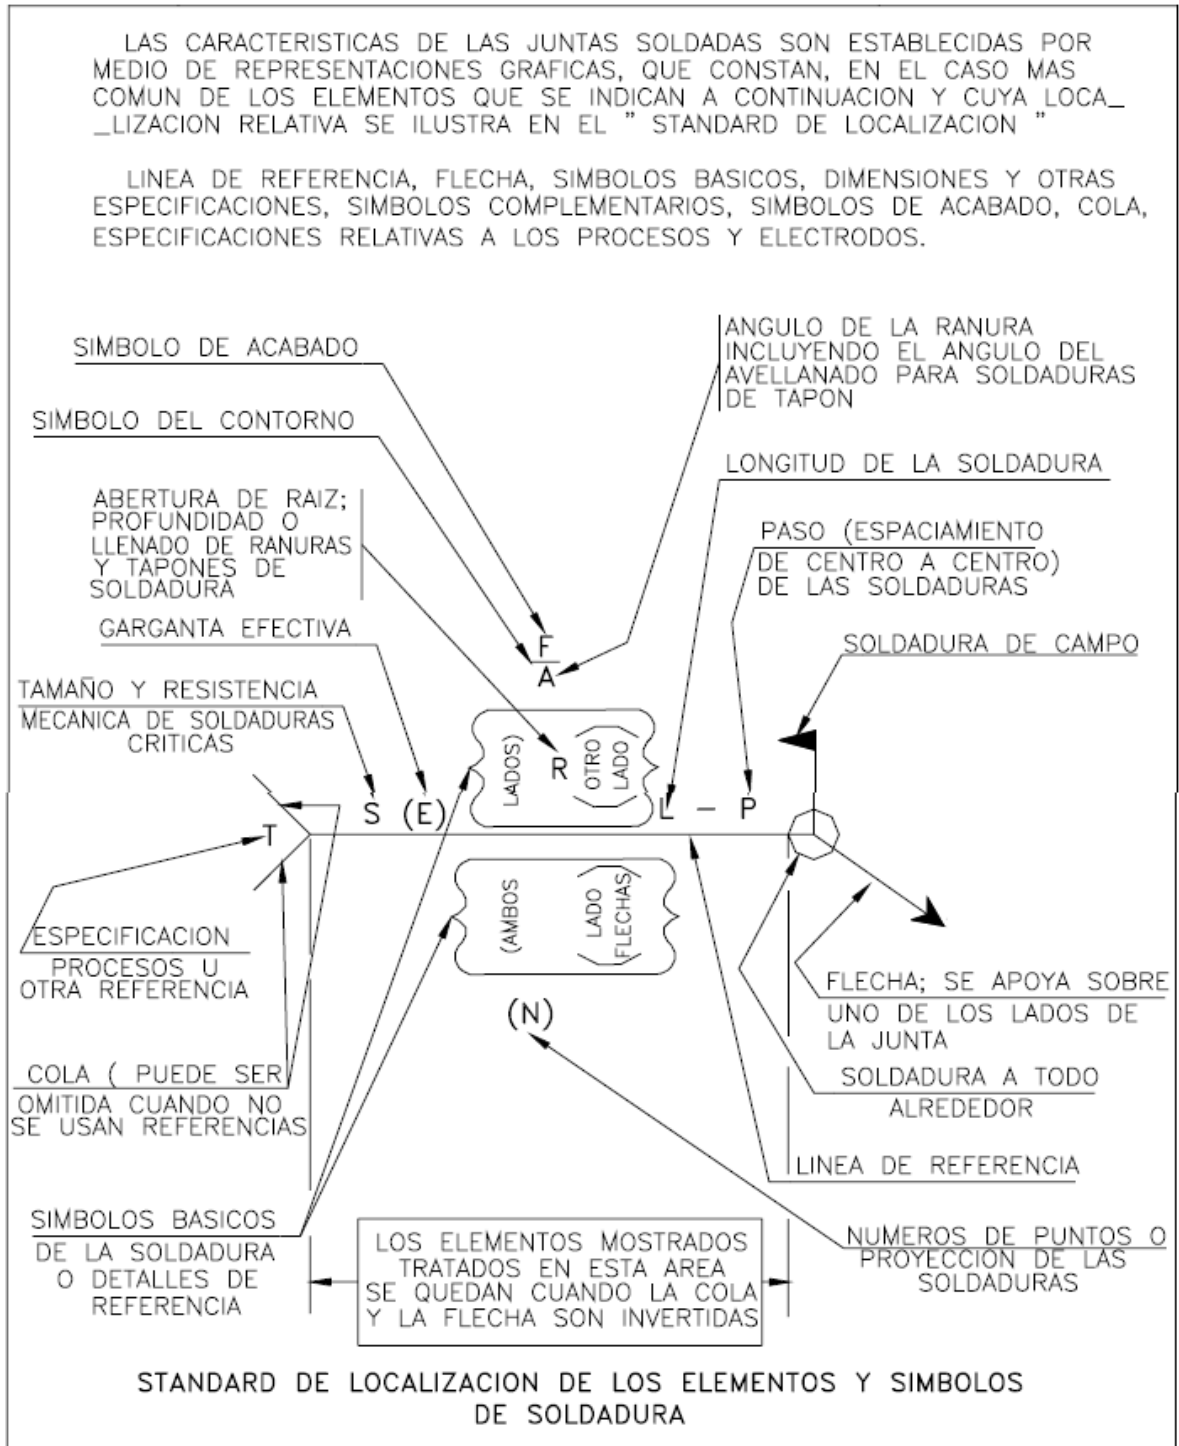 LAS CARACTERISTICAS DE LAS JUNTAS SOLDADAS SON ESTABLECIDAS POR
MEDIO DE REPRESENTACIONES GRAFICAS, QUE CONSTAN, EN EL CASO MAS
COMUN DE LOS ELEMENTOS QUE SE INDICAN A CONTINUACION Y CUYA LOCA_
_LIZACION RELATIVA SE ILUSTRA EN EL " STANDARD DE LOCALIZACION "
LINEA DE REFERENCIA, FLECHA, SIMBOLOS BASICOS, DIMENSIONES Y OTRAS
ESPECIFICACIONES, SIMBOLOS COMPLEMENTARIOS, SIMBOLOS DE ACABADO, COLA,
ESPECIFICACIONES RELATIVAS A LOS PROCESOS Y ELECTRODOS.
SIMBOLO DE ACABADO
SIMBOLO DEL CONTORNO
ABERTURA DE RAIZ;
PROFUNDIDAD O
LLENADO DE RANURAS
Y TAPONES DE
SOLDADURA
GARGANTA EFECTIVA
TAMAÑO Y RESISTENCIA
MECANICA DE SOLDADURAS
CRITICAS
ANGULO DE LA RANURA
INCLUYENDO EL ANGULO DEL
AVELLANADO PARA SOLDADURAS
DE TAPON
LONGITUD DE LA SOLDADURA
PASO (ESPACIAMIENTO
DE CENTRO A CENTRO)
DE LAS SOLDADURAS
SOLDADURA DE CAMPO
F
A
LADOS)
R
OTRO
LADO
S (E)
L - P
T
(AMBOS
LADO
FLECHAS
(N)
ESPECIFICACION
PROCESOS U
OTRA REFERENCIA
COLA ( PUEDE SER
OMITIDA CUANDO NO
SE USAN REFERENCIAS
SIMBOLOS BASICOS
DE LA SOLDADURA
O DETALLES DE
REFERENCIA
FLECHA; SE APOYA SOBRE
UNO DE LOS LADOS DE
LA JUNTA
SOLDADURA A TODO
ALREDEDOR
LINEA DE REFERENCIA
NUMEROS DE PUNTOS O
PROYECCION DE LAS
SOLDADURAS
LOS ELEMENTOS MOSTRADOS
TRATADOS EN ESTA AREA
SE QUEDAN CUANDO LA COLA
Y LA FLECHA SON INVERTIDAS
STANDARD DE LOCALIZACION DE LOS ELEMENTOS Y SIMBOLOS
DE SOLDADURA